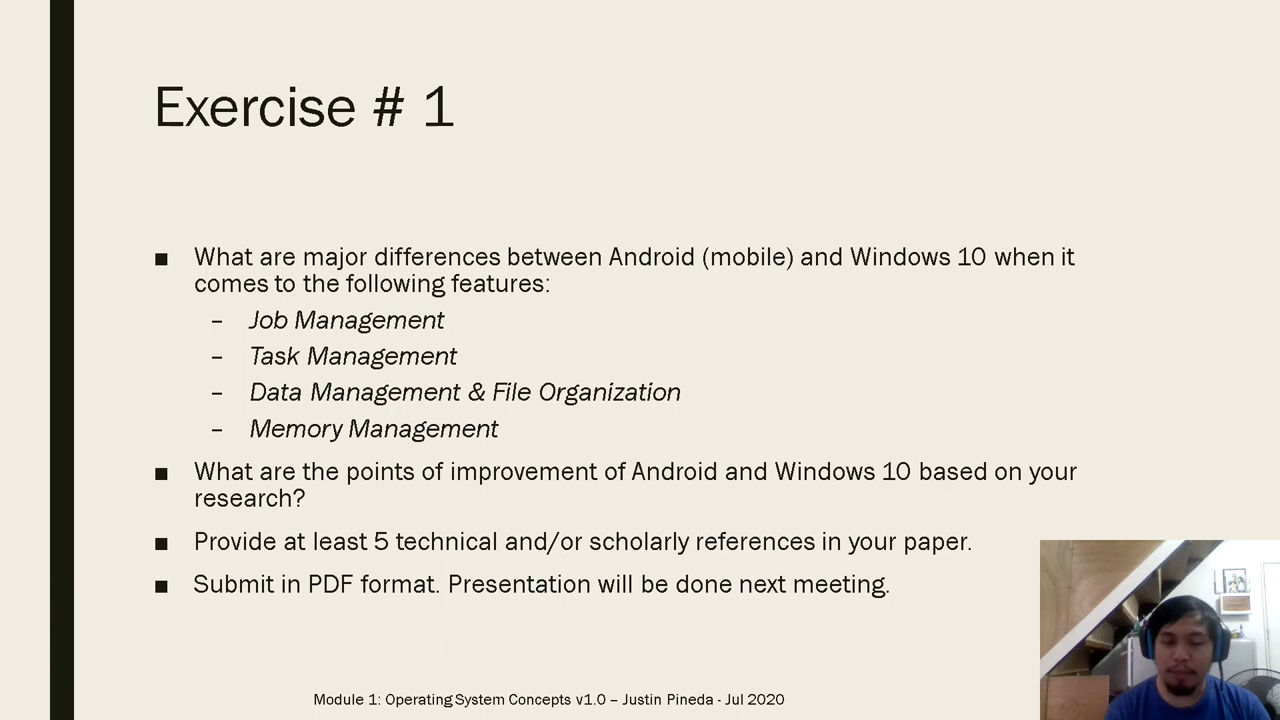 Exercise # 1
■ What are major differences between Android (mobile) and Windows 10 when it
comes to the following features:
– Job Management
– Task Management
– Data Management & File Organization
– Memory Management
■ What are the points of improvement of Android and Windows 10 based on your
research?
■ Provide at least 5 technical and/or scholarly references in your paper.
■ Submit in PDF format. Presentation will be done next meeting.
Module 1: Operating System Concepts v1.0 – Justin Pineda - Jul 2020